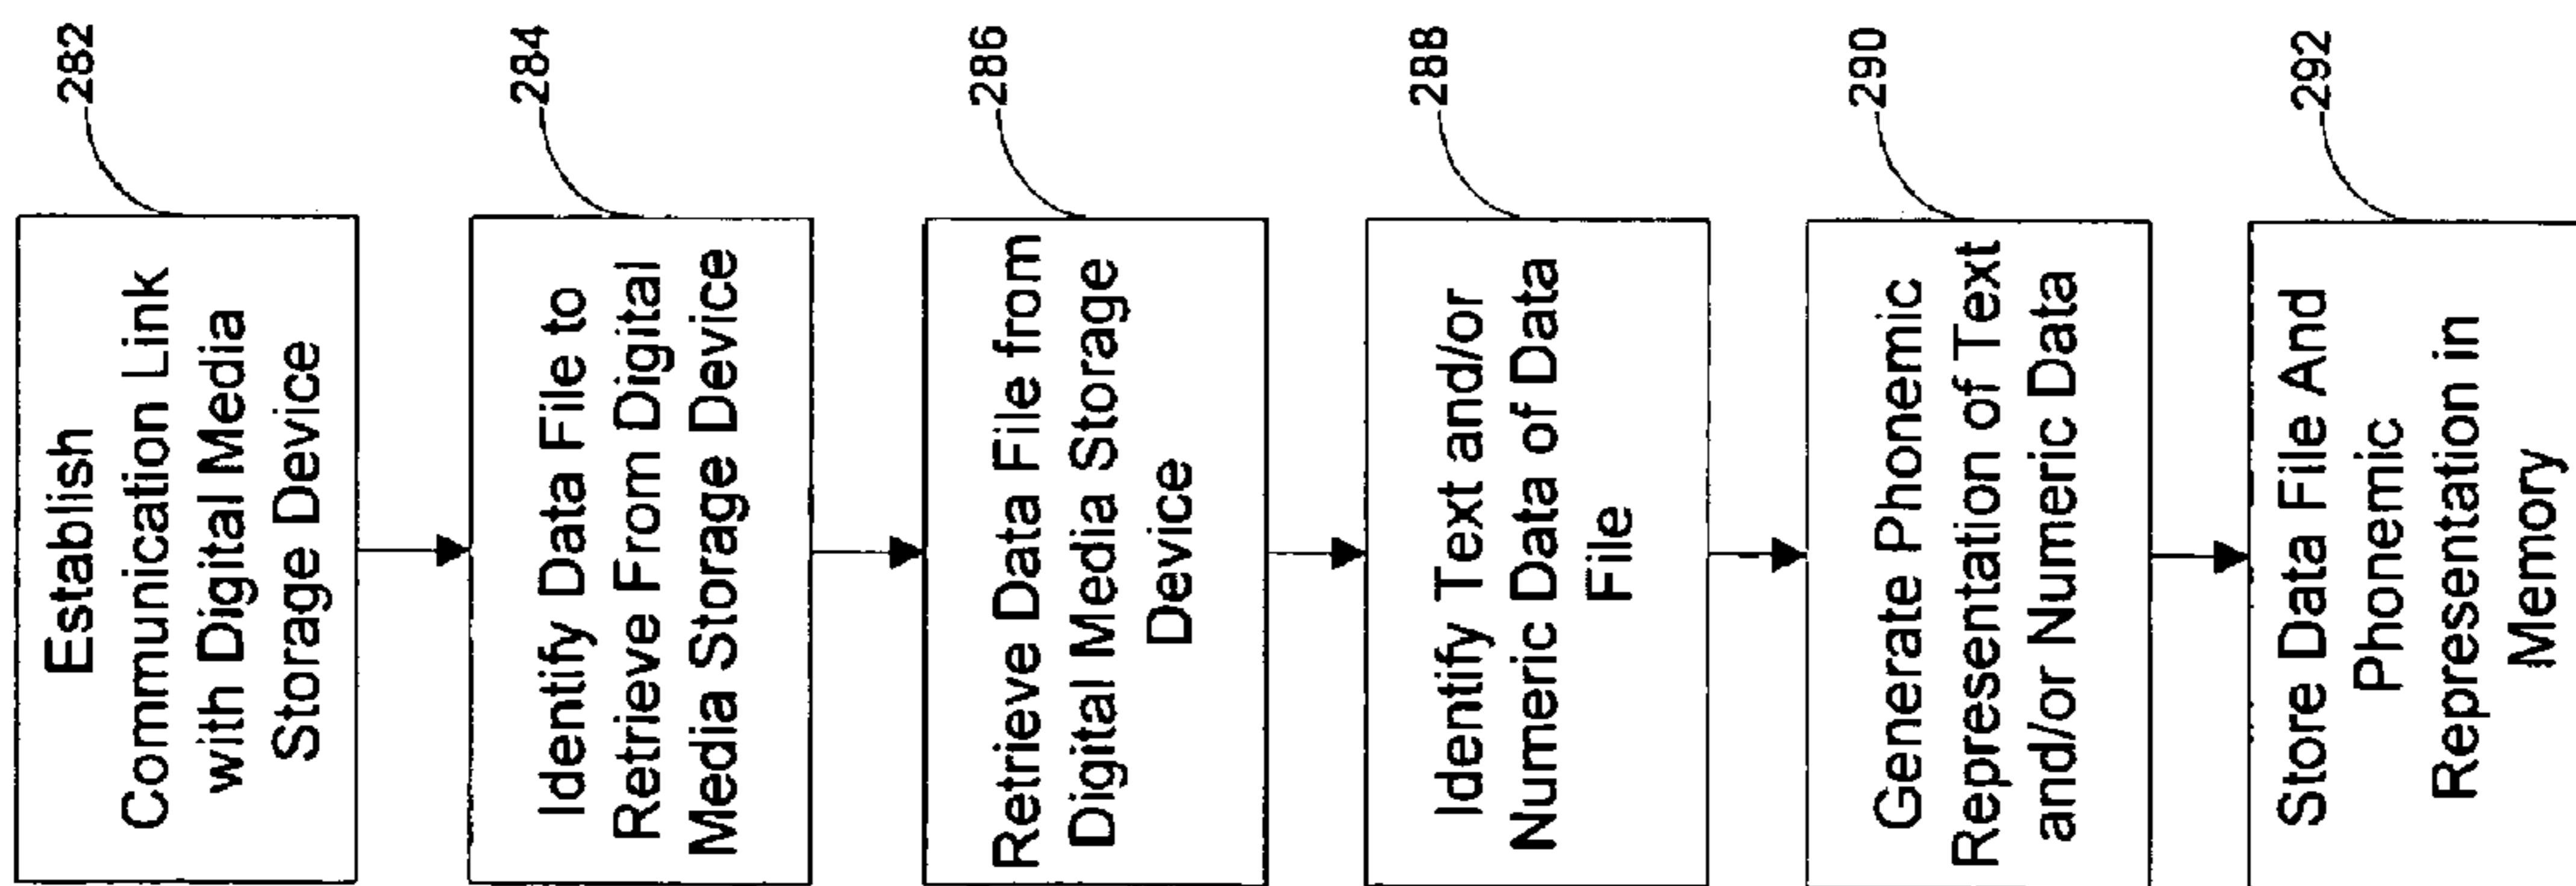 Establish
Communication Link
with Digital Media
Storage Device
282
Identify Data File to
Retrieve From Digital
Media Storage Device
284
Retrieve Data File from
Digital Media Storage
Device
286
Identify Text and/or
Numeric Data of Data
File
288
Generate Phonemic
Representation of Text
and/or Numeric Data
290
Store Data File And
Phonemic
Representation in
Memory
292